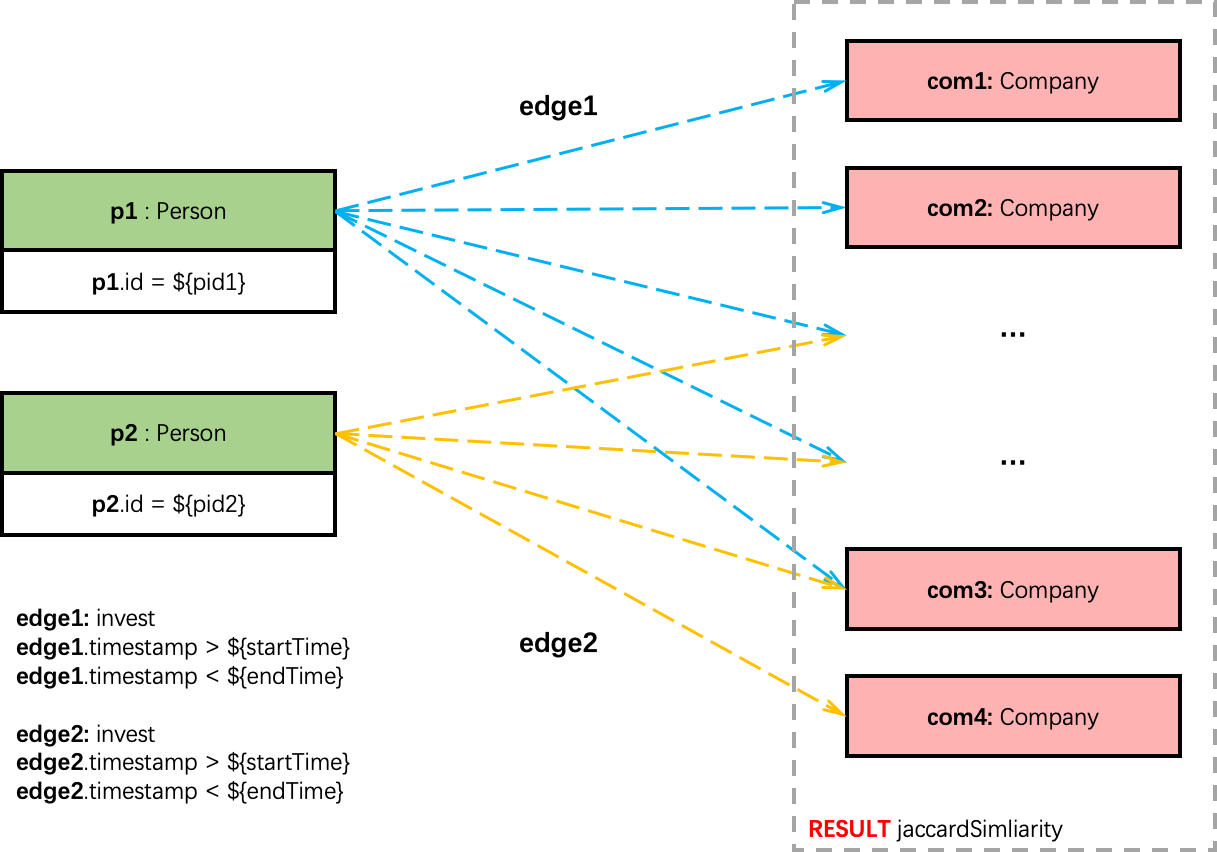 edge1
com1: Company
p1 : Person
com2: Company
p1.id = ${pid1}
...
p2 : Person
...
p2.id = ${pid2}
com3: Company
edge1: invest
edge1.timestamp > ${startTime}
edge1.timestamp < ${endTime}
edge2
com4: Company
edge2: invest
edge2.timestamp > ${startTime}
edge2.timestamp < ${endTime}
RESULT jaccardSimliarity